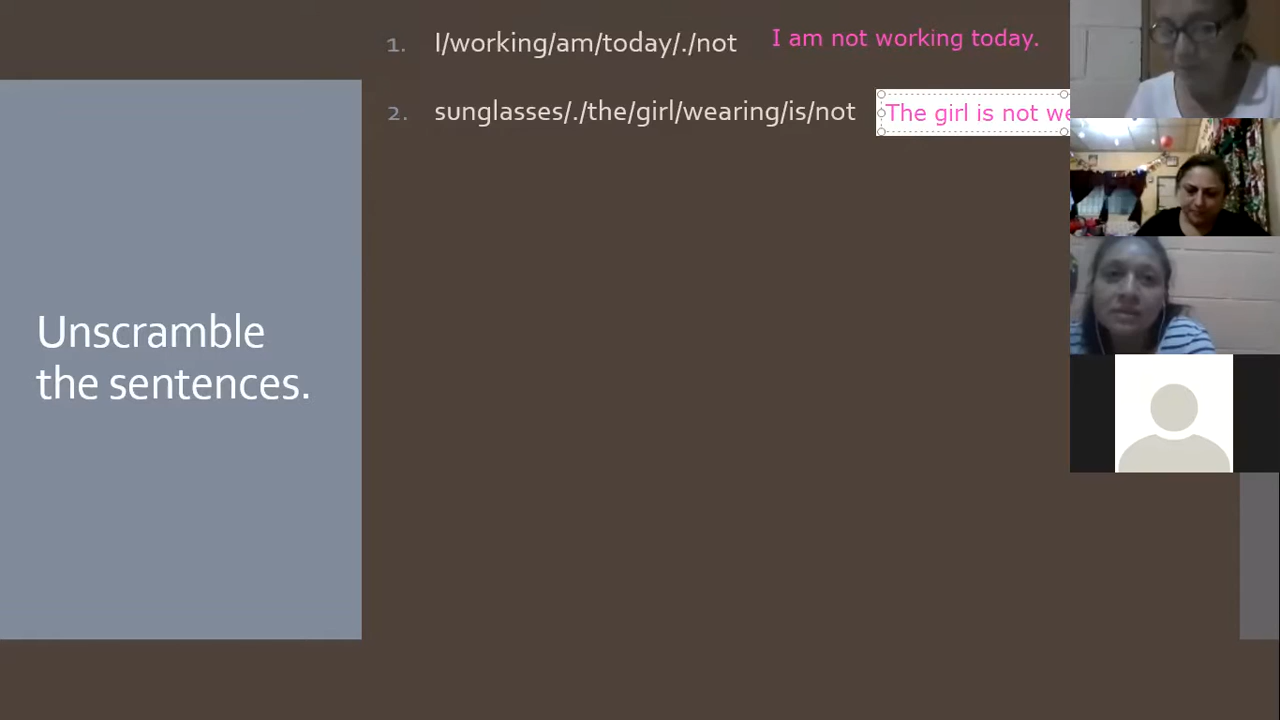 Unscramble
the sentences.
1. I/working/am/today/./not
I am not working today.
2. sunglasses/./the/girl/wearing/is/not
The girl is not we